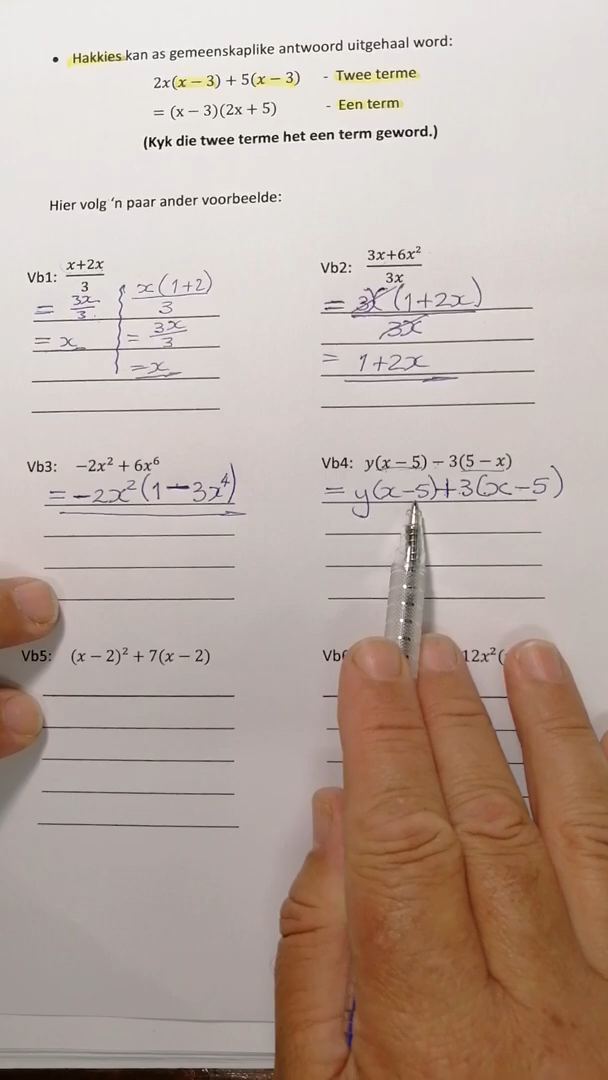 • Hakkies kan as gemeenskaplike antwoord uitgehaal word:
2x(x − 3) + 5(x − 3) - Twee terme
= (x − 3)(2x + 5) - Een term
(Kyk die twee terme het een term geword.)
Hier volg 'n paar ander voorbeelde:
Vb1: x+2x / 3
= 3x / 3
= x
x(1+2) / 3
= 3x / 3
= x
Vb2: 3x+6x² / 3x
= 3x(1+2x) / 3x
= 1+2x
Vb3: −2x² + 6x⁶
= −2x²(1−3x⁴)
Vb4: y(x − 5) − 3(5 − x)
= y(x−5)+3(x−5)
Vb5: (x − 2)² + 7(x − 2)
12x²(